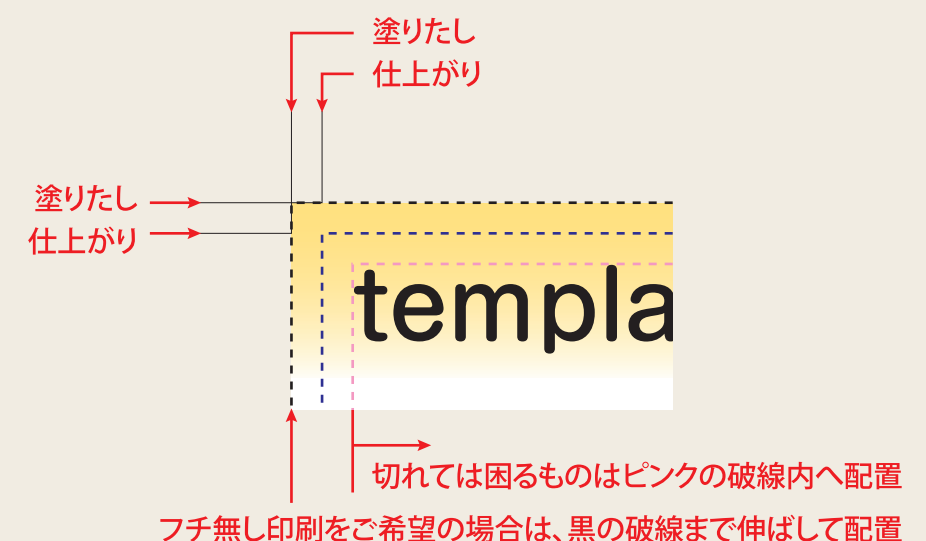 塗りたし
仕上がり
塗りたし
仕上がり
templa
切れては困るものはピンクの破線内へ配置
フチ無し印刷をご希望の場合は、黒の破線まで伸ばして配置